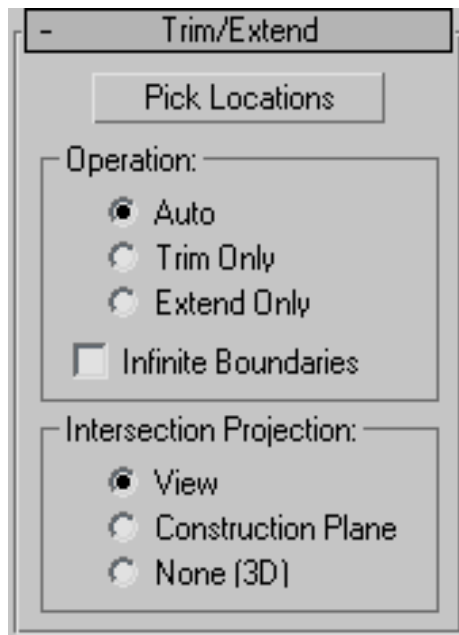 - Trim/Extend
Pick Locations
Operation:
Auto
Trim Only
Extend Only
Infinite Boundaries
Intersection Projection:
View
Construction Plane
None (3D)